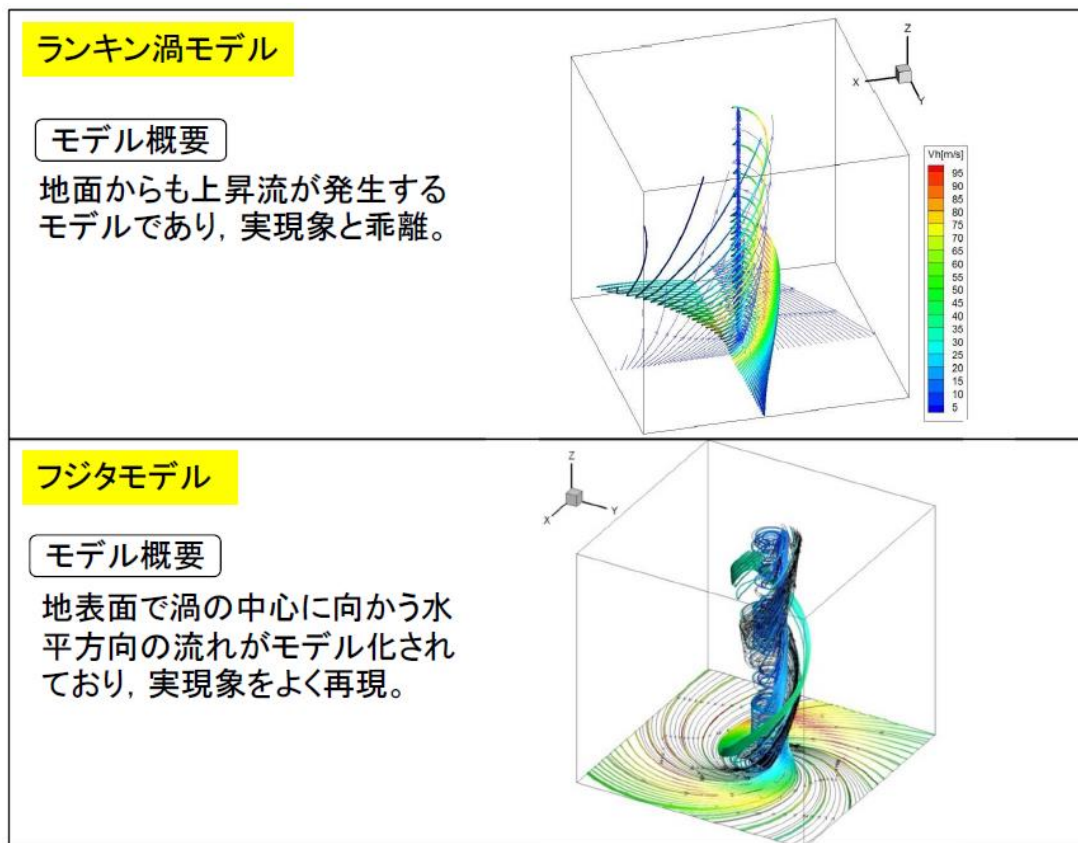 ランキン渦モデル
モデル概要
地面からも上昇流が発生する
モデルであり, 実現象と乖離。
Z
X
Y
Vh[m/s]
95
90
85
80
75
70
65
60
55
50
45
40
35
30
25
20
15
10
5
フジタモデル
モデル概要
地表面で渦の中心に向かう水
平方向の流れがモデル化され
ており, 実現象をよく再現。
Z
X
Y